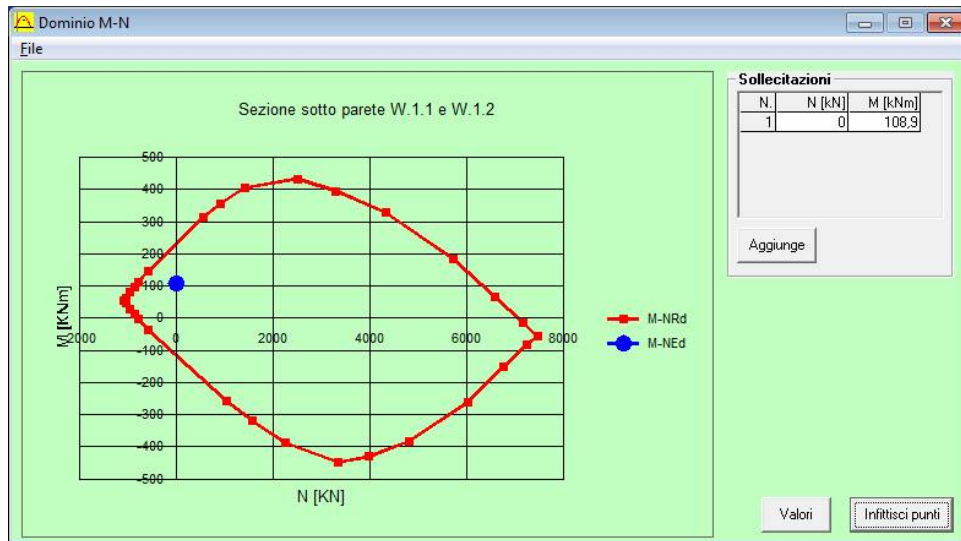 Dominio M-N
File
Sezione sotto parete W.1.1 e W.1.2
500
400
300
200
100
0
-100
-200
-300
-400
-500
M [KNm]
2000 0 2000 4000 6000 8000
N [KN]
M-NRd
M-NEd
Sollecitazioni
N. N [kN] M [kNm]
1 0 108,9
Aggiunge
Valori
Infittisci punti